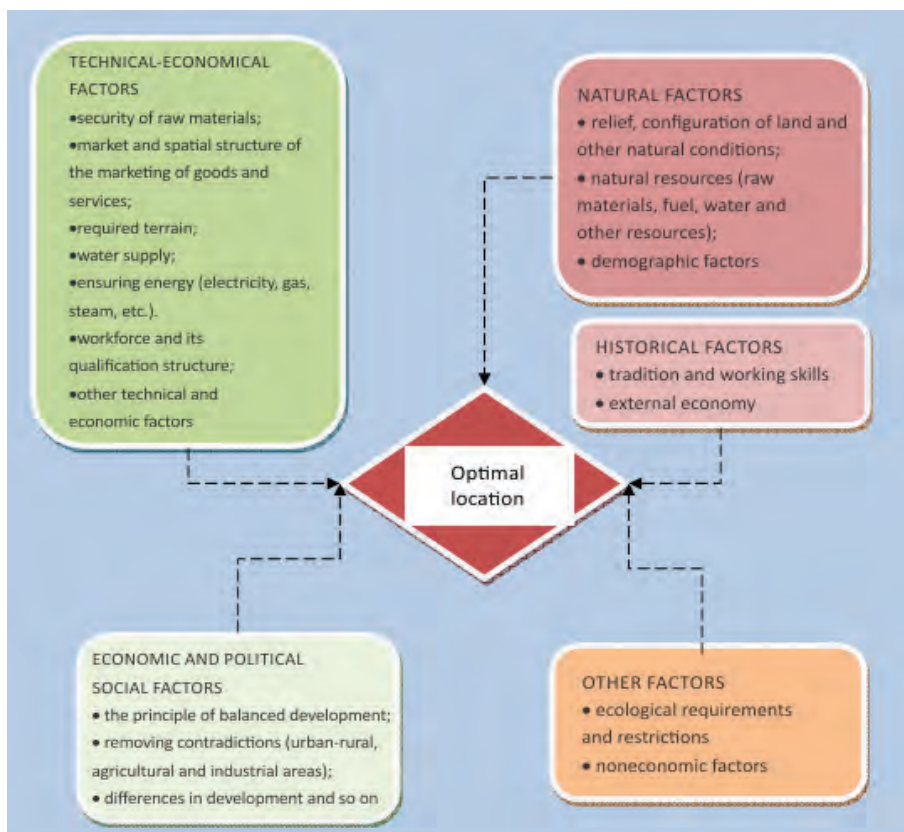 TECHNICAL-ECONOMICAL
FACTORS
•security of raw materials;
•market and spatial structure of
the marketing of goods and
services;
•required terrain;
•water supply;
•ensuring energy (electricity, gas,
steam, etc.).
•workforce and its
qualification structure;
•other technical and
economic factors
NATURAL FACTORS
• relief, configuration of land and
other natural conditions;
• natural resources (raw
materials, fuel, water and
other resources);
• demographic factors
HISTORICAL FACTORS
• tradition and working skills
• external economy
Optimal
location
ECONOMIC AND POLITICAL
SOCIAL FACTORS
• the principle of balanced development;
• removing contradictions (urban-rural,
agricultural and industrial areas);
• differences in development and so on
OTHER FACTORS
• ecological requirements
and restrictions
• noneconomic factors